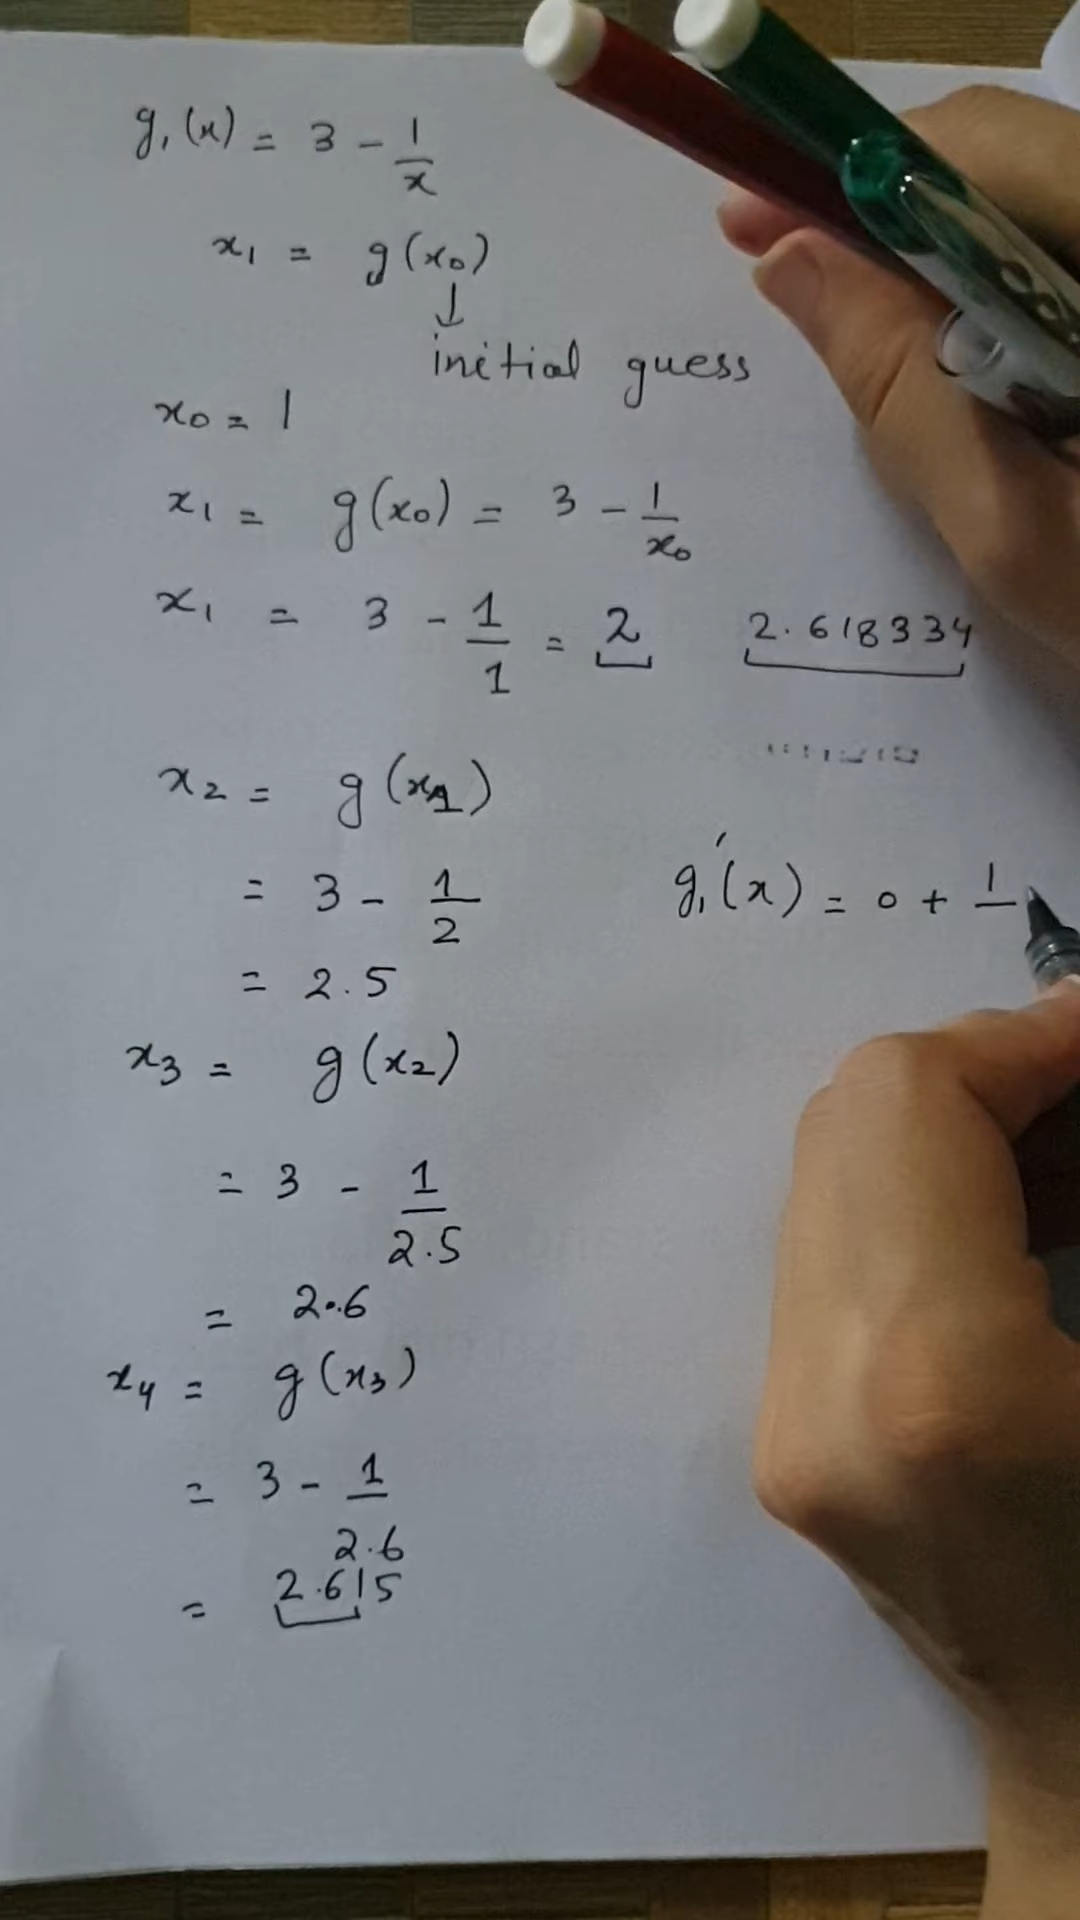 g₁(x) = 3 - 1/x
x₁ = g(x₀)
↓
initial guess
x₀ = 1
x₁ = g(x₀) = 3 - 1/x₀
x₁ = 3 - 1/1 = 2
2.618334
x₂ = g(x₁)
= 3 - 1/2
= 2.5
g₁'(x) = 0 + 1
x₃ = g(x₂)
= 3 - 1/2.5
= 2.6
x₄ = g(x₃)
= 3 - 1/2.6
= 2.615